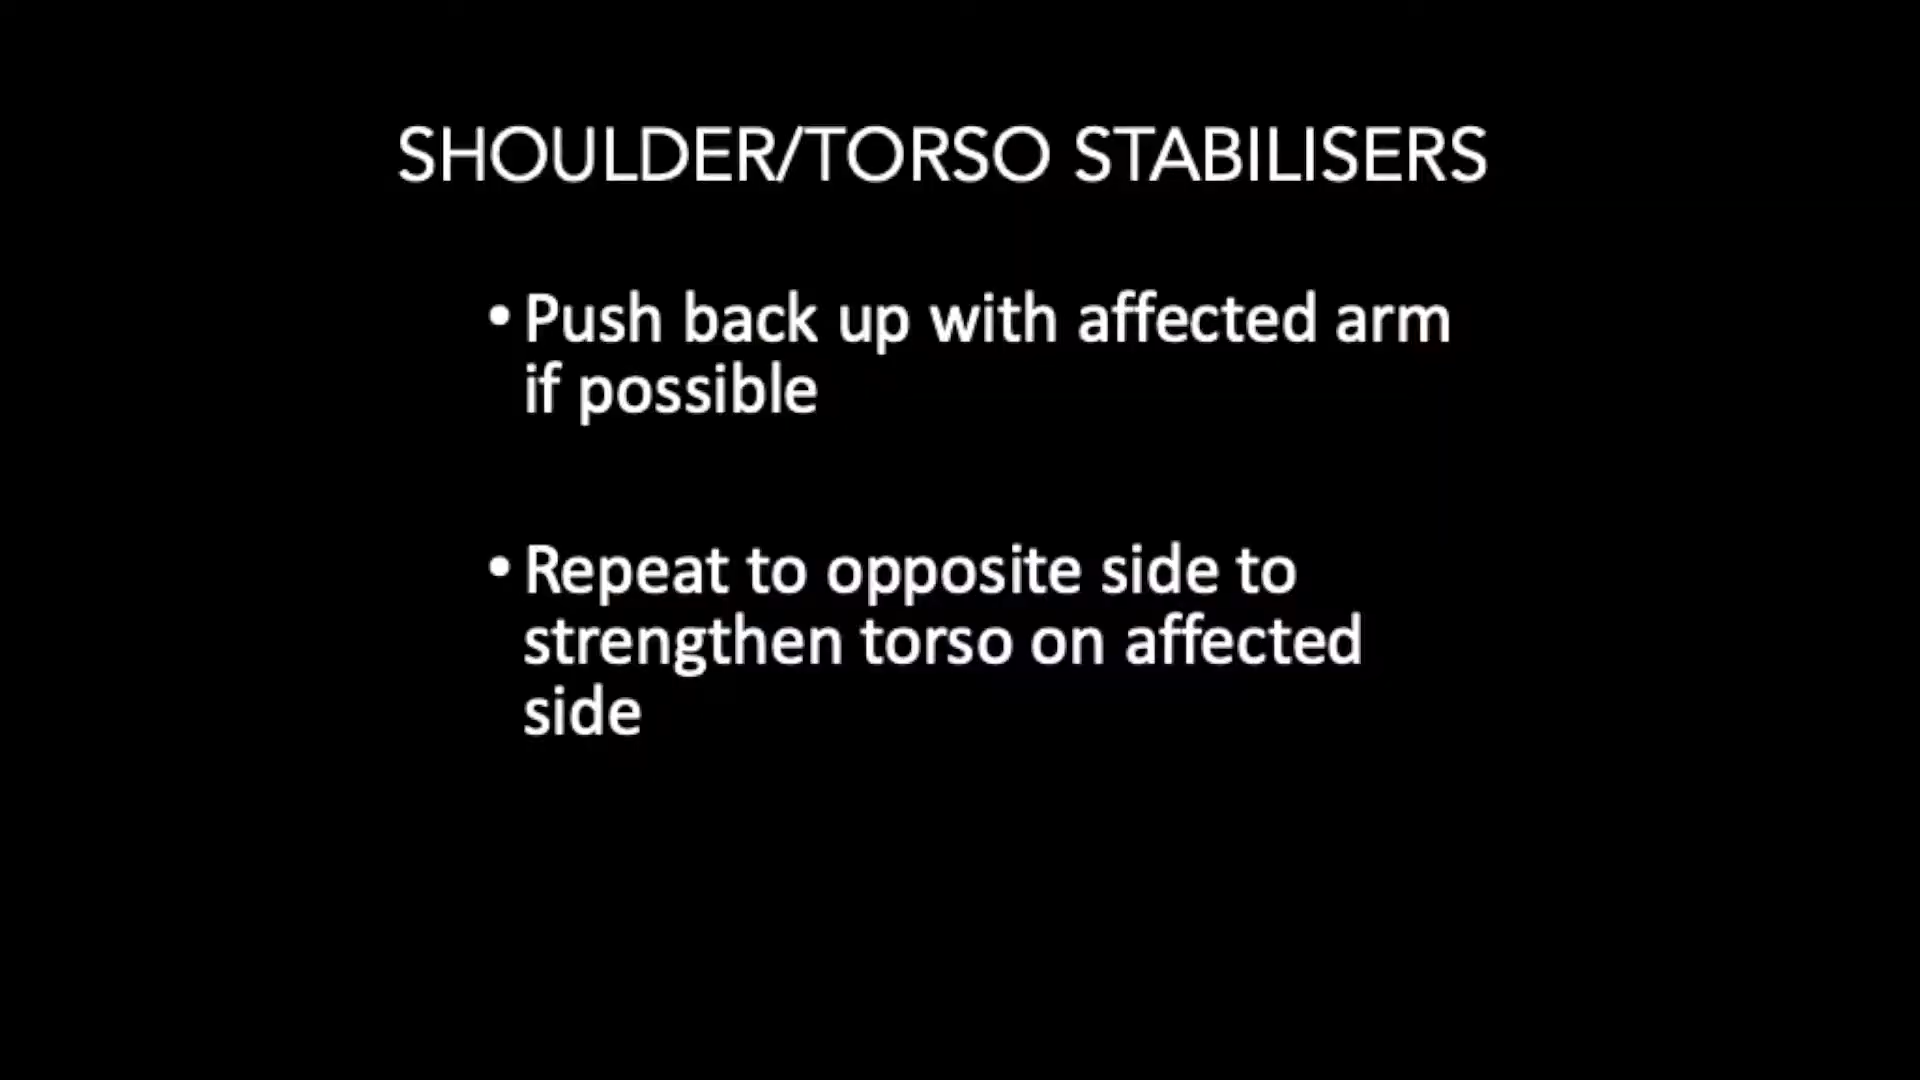 SHOULDER/TORSO STABILISERS
• Push back up with affected arm
if possible
• Repeat to opposite side to
strengthen torso on affected
side